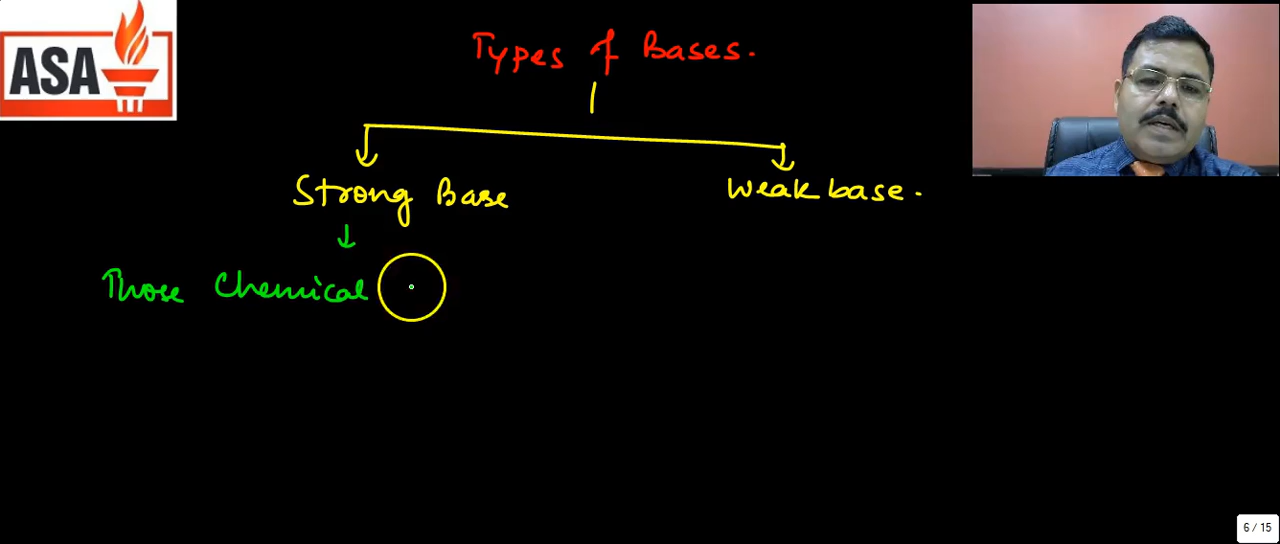 ASA
Types of Bases.
Strong Base
Weak base.
Those Chemical
6 / 15